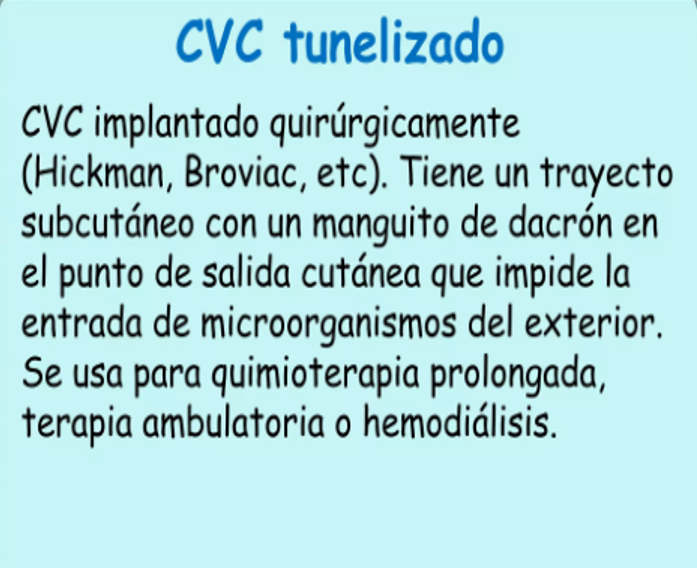 CVC tunelizado
CVC implantado quirúrgicamente
(Hickman, Broviac, etc). Tiene un trayecto
subcutáneo con un manguito de dacrón en
el punto de salida cutánea que impide la
entrada de microorganismos del exterior.
Se usa para quimioterapia prolongada,
terapia ambulatoria o hemodiálisis.